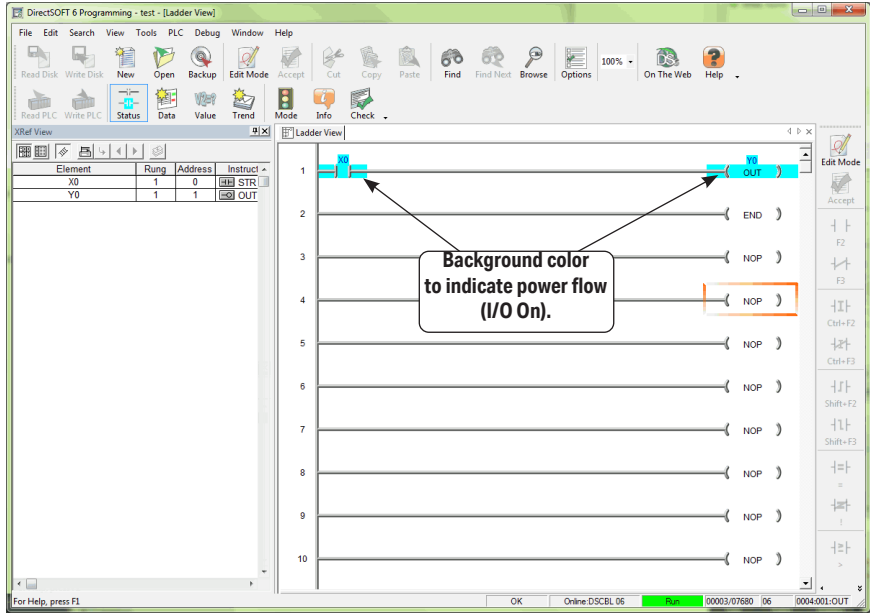 DirectSOFT 6 Programming - test - [Ladder View]
File Edit Search View Tools PLC Debug Window Help
Read Disk Write Disk New Open Backup Edit Mode Accept Cut Copy Paste Find Find Next Browse Options 100% On The Web Help
Read PLC Write PLC Status Data Value Trend Mode Info Check
XRef View
Element Rung Address Instruct
X0 1 0 STR
Y0 1 1 OUT
Ladder View
X0 Y0
1 OUT
2 END
3 NOP
4 NOP
5 NOP
6 NOP
7 NOP
8 NOP
9 NOP
10 NOP
Background color
to indicate power flow
(I/O On).
Edit Mode
Accept
F2
F3
Ctrl+F2
Ctrl+F3
Shift+F2
Shift+F3
=
!
>
For Help, press F1
OK Online:DSCBL 06 Run 00003/07680 06 0004:001:OUT